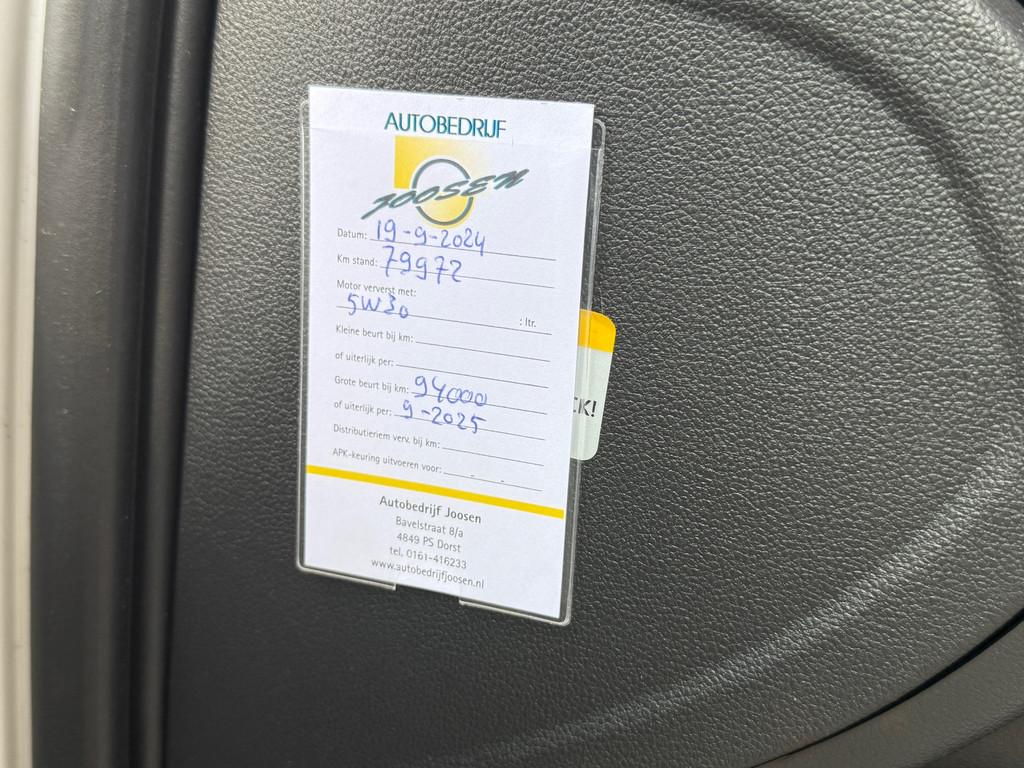 AUTOBEDRIJF
JOOSEN
Datum: 19-9-2024
Km stand: 79972
Motor ververst met:
5W30 : ltr.
Kleine beurt bij km:
of uiterlijk per:
Grote beurt bij km: 94000
of uiterlijk per: 9-2025
Distributieriem verv. bij km:
APK-keuring uitvoeren voor: - -
Autobedrijf Joosen
Bavelstraat 8/a
4849 PS Dorst
tel. 0161-416233
www.autobedrijfjoosen.nl
CK!